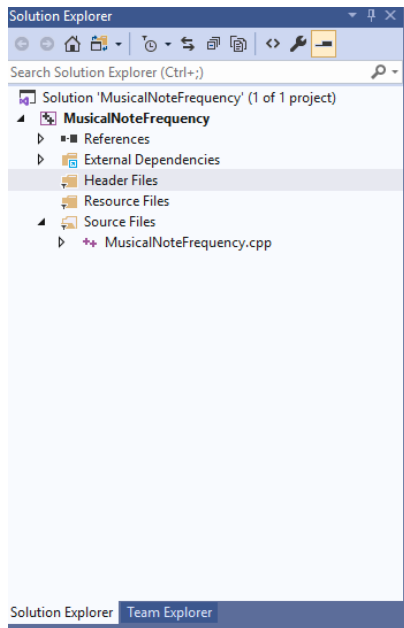 Solution Explorer
Search Solution Explorer (Ctrl+;)
Solution 'MusicalNoteFrequency' (1 of 1 project)
MusicalNoteFrequency
References
External Dependencies
Header Files
Resource Files
Source Files
MusicalNoteFrequency.cpp
Solution Explorer Team Explorer